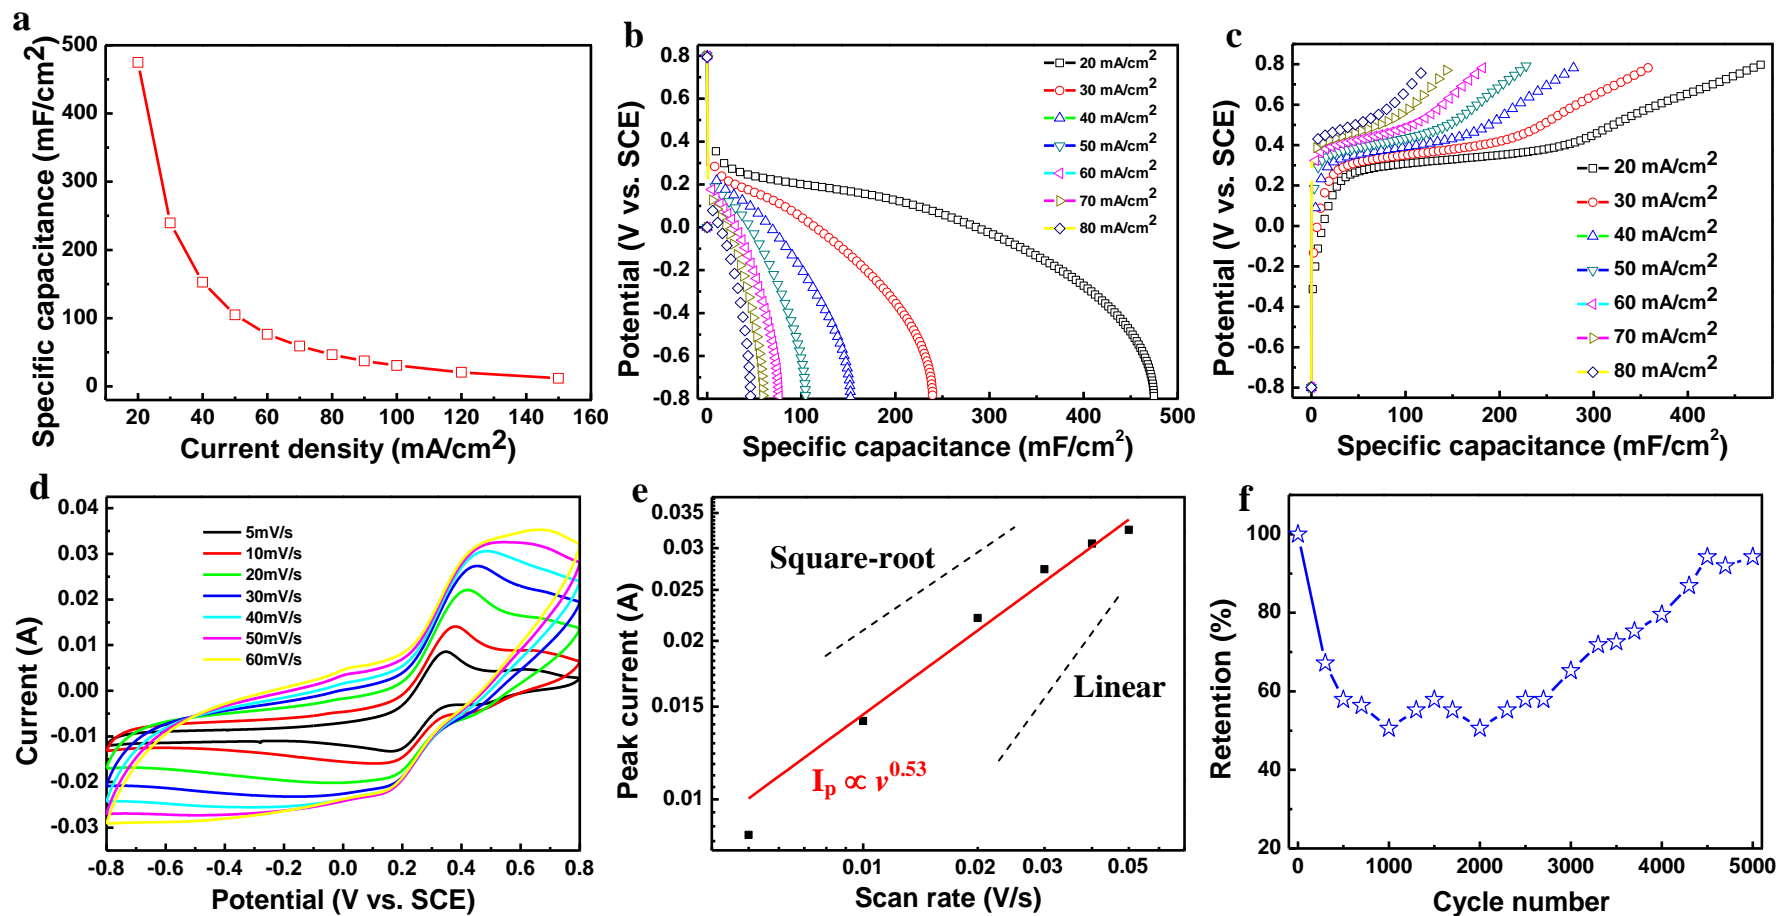 a
Specific capacitance (mF/cm²)
500
400
300
200
100
0
20 40 60 80 100 120 140 160
Current density (mA/cm²)
b
Potential (V vs. SCE)
0.8
0.6
0.4
0.2
0.0
-0.2
-0.4
-0.6
-0.8
20 mA/cm²
30 mA/cm²
40 mA/cm²
50 mA/cm²
60 mA/cm²
70 mA/cm²
80 mA/cm²
0 100 200 300 400 500
Specific capacitance (mF/cm²)
c
Potential (V vs. SCE)
0.8
0.6
0.4
0.2
0.0
-0.2
-0.4
-0.6
-0.8
20 mA/cm²
30 mA/cm²
40 mA/cm²
50 mA/cm²
60 mA/cm²
70 mA/cm²
80 mA/cm²
0 100 200 300 400
Specific capacitance (mF/cm²)
d
Current (A)
0.04
0.03
0.02
0.01
0.00
-0.01
-0.02
-0.03
5mV/s
10mV/s
20mV/s
30mV/s
40mV/s
50mV/s
60mV/s
-0.8 -0.6 -0.4 -0.2 0.0 0.2 0.4 0.6 0.8
Potential (V vs. SCE)
e
Peak current (A)
0.035
0.03
0.025
0.02
0.015
0.01
Square-root
Linear
Iₚ ∝ ν⁰·⁵³
0.01 0.02 0.03 0.05
Scan rate (V/s)
f
Retention (%)
100
80
60
40
20
0 1000 2000 3000 4000 5000
Cycle number